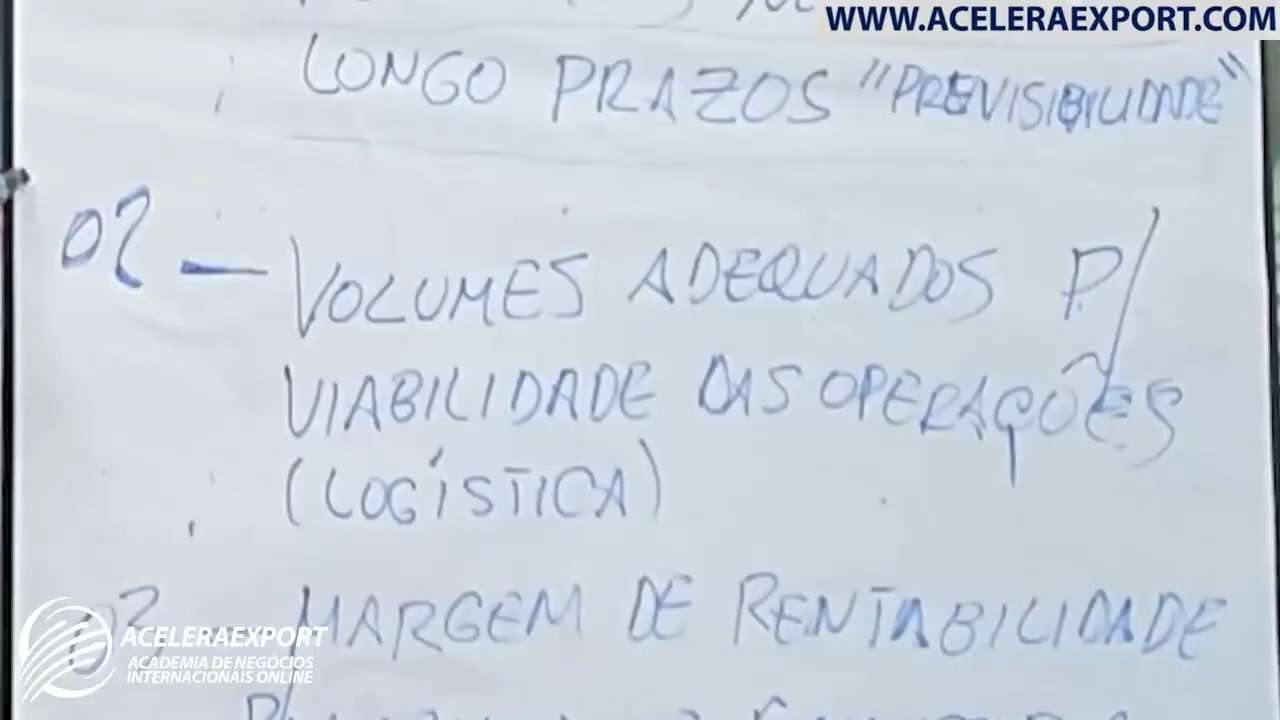 WWW.ACELERAEXPORT.COM
LONGO PRAZOS "PREVISIBILIDADE"
02 — VOLUMES ADEQUADOS P/
VIABILIDADE DAS OPERAÇÕES
(LOGÍSTICA)
03 — MARGEM DE RENTABILIDADE
ACELERAEXPORT
ACADEMIA DE NEGÓCIOS
INTERNACIONAIS ONLINE